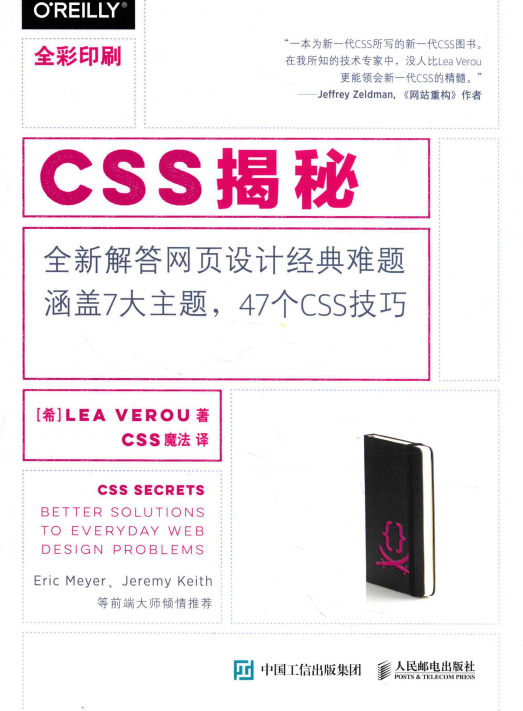 O'REILLY®
全彩印刷
“一本为新一代CSS所写的新一代CSS图书。
在我所知的技术专家中，没人比Lea Verou
更能领会新一代CSS的精髓。”
——Jeffrey Zeldman, 《网站重构》作者
CSS揭秘
全新解答网页设计经典难题
涵盖7大主题，47个CSS技巧
[希]LEA VEROU 著
CSS魔法 译
CSS SECRETS
BETTER SOLUTIONS
TO EVERYDAY WEB
DESIGN PROBLEMS
Eric Meyer、Jeremy Keith
等前端大师倾情推荐
中国工信出版集团
人民邮电出版社
POSTS & TELECOM PRESS